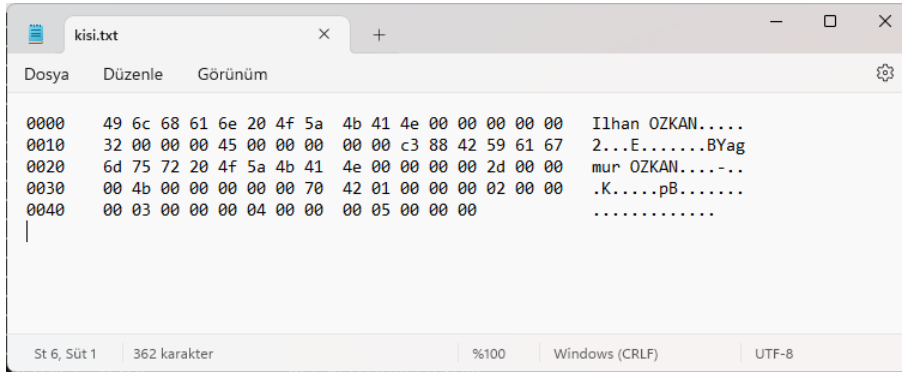 kisi.txt
Dosya Düzenle Görünüm
0000 49 6c 68 61 6e 20 4f 5a 4b 41 4e 00 00 00 00 00 Ilhan OZKAN.....
0010 32 00 00 00 45 00 00 00 00 00 c3 88 42 59 61 67 2...E.......BYag
0020 6d 75 72 20 4f 5a 4b 41 4e 00 00 00 00 2d 00 00 mur OZKAN....-..
0030 00 4b 00 00 00 00 00 70 42 01 00 00 00 02 00 00 .K.....pB.......
0040 00 03 00 00 00 04 00 00 00 05 00 00 00 .............
St 6, Süt 1 362 karakter %100 Windows (CRLF) UTF-8